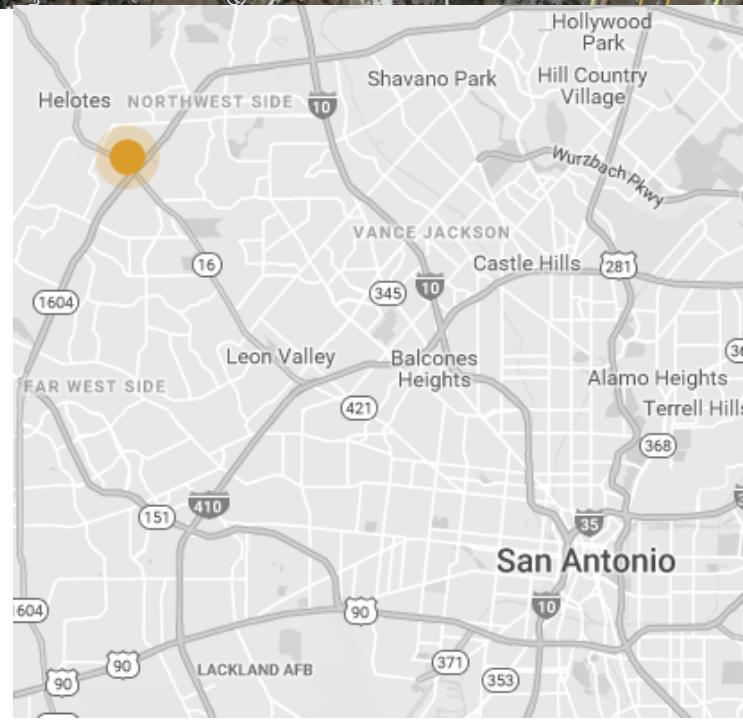 Hollywood
Park
Shavano Park
Hill Country
Village
Helotes
NORTHWEST SIDE
10
Wurzbach Pkwy
VANCE JACKSON
16
Castle Hills
281
345
10
1604
Leon Valley
Balcones
Heights
FAR WEST SIDE
Alamo Heights
421
Terrell Hills
368
410
151
35
San Antonio
10
1604
90
90
LACKLAND AFB
371
353
90